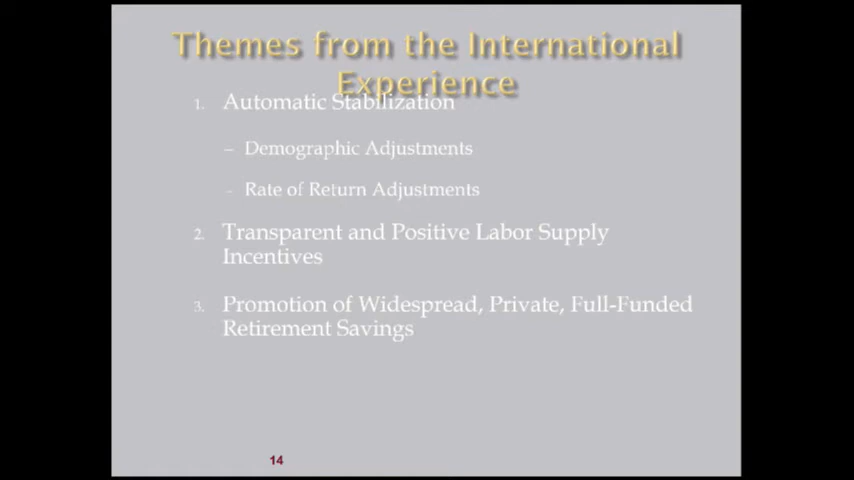 Themes from the International
Experience
1. Automatic Stabilization
– Demographic Adjustments
- Rate of Return Adjustments
2. Transparent and Positive Labor Supply
Incentives
3. Promotion of Widespread, Private, Full-Funded
Retirement Savings
14